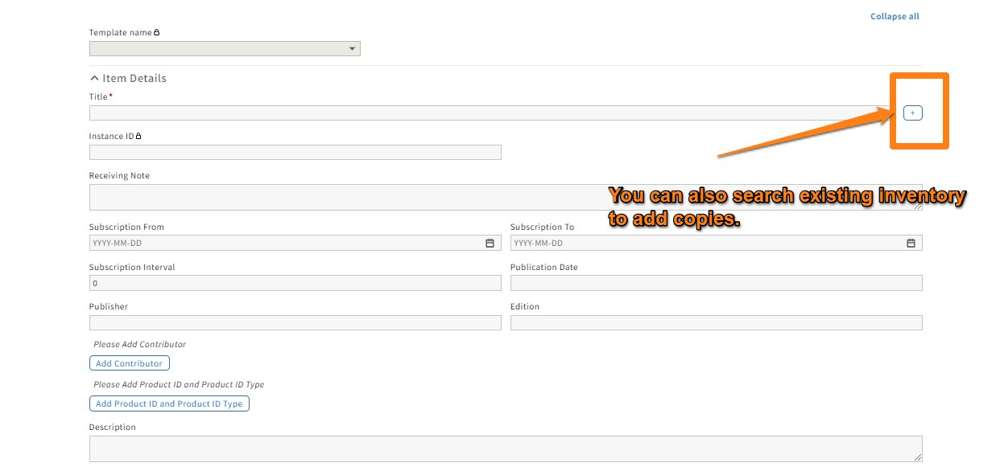 Collapse all
Template name
Item Details
Title*
+
Instance ID
Receiving Note
You can also search existing inventory
to add copies.
Subscription From
Subscription To
YYYY-MM-DD
YYYY-MM-DD
Subscription Interval
Publication Date
0
Publisher
Edition
Please Add Contributor
Add Contributor
Please Add Product ID and Product ID Type
Add Product ID and Product ID Type
Description